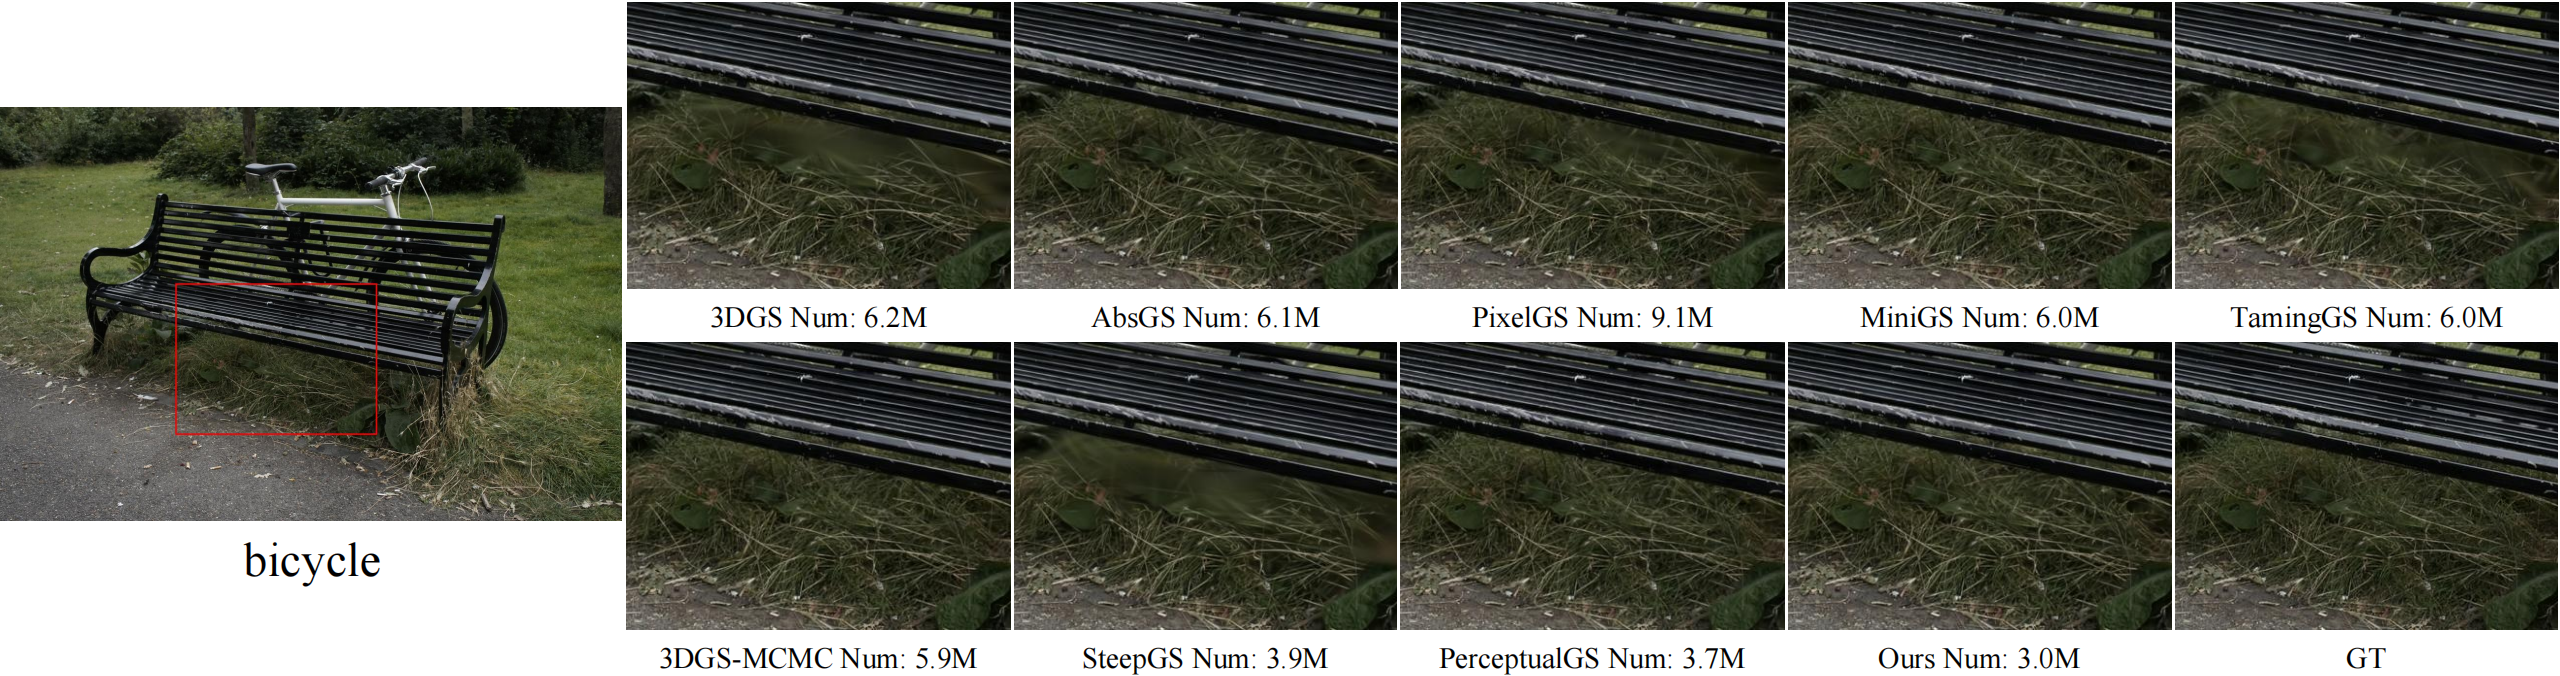 3DGS Num: 6.2M
AbsGS Num: 6.1M
PixelGS Num: 9.1M
MiniGS Num: 6.0M
TamingGS Num: 6.0M
bicycle
3DGS-MCMC Num: 5.9M
SteepGS Num: 3.9M
PerceptualGS Num: 3.7M
Ours Num: 3.0M
GT